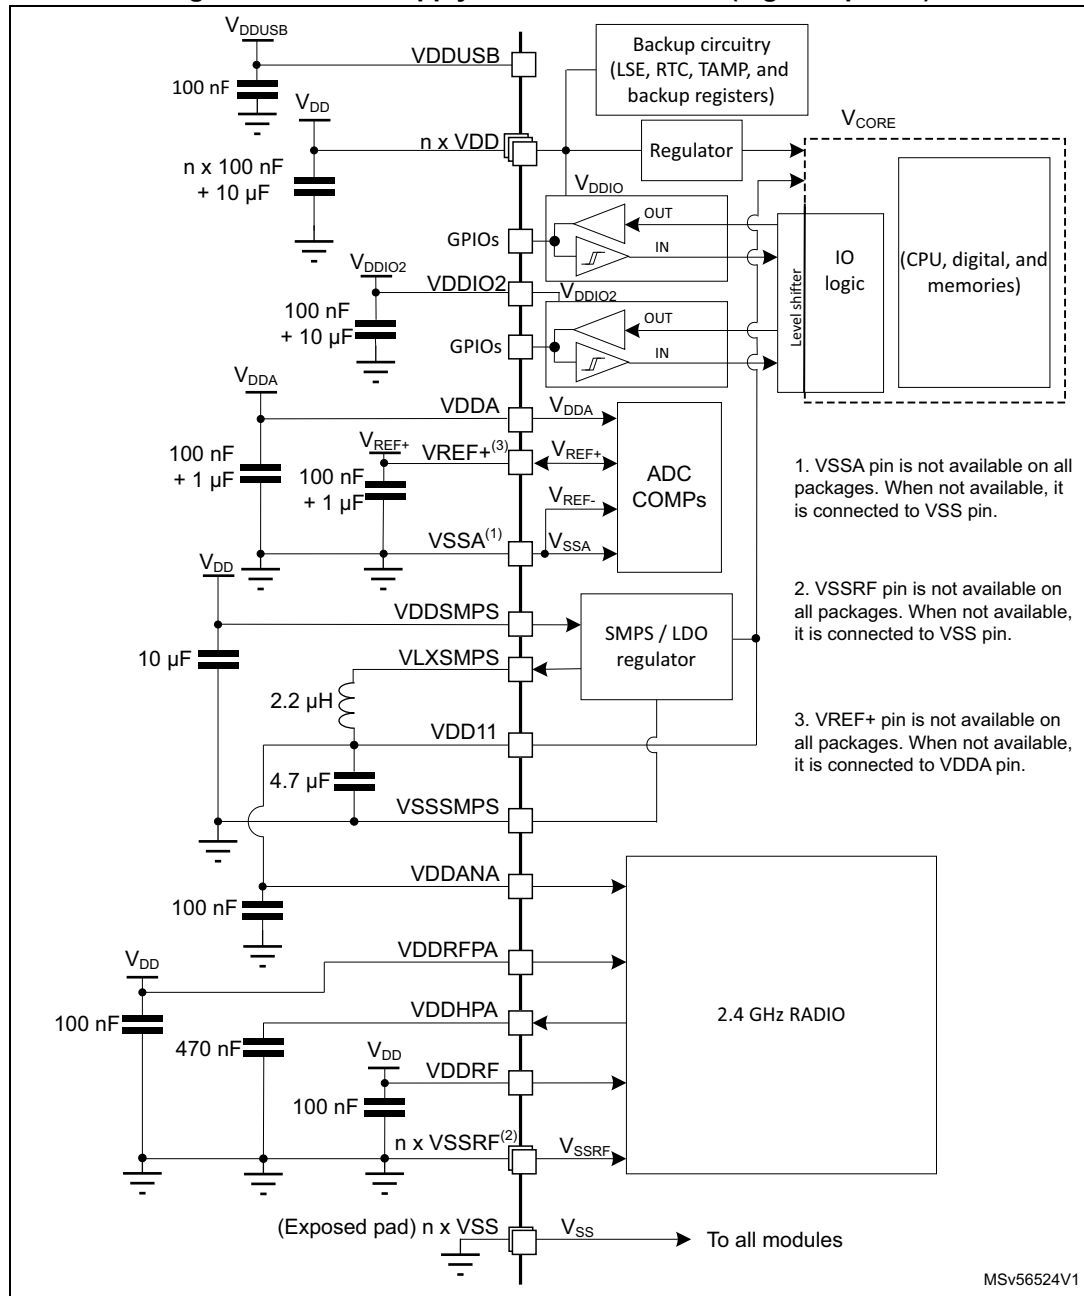 VDDUSB
VDDUSB
100 nF
Backup circuitry
(LSE, RTC, TAMP, and
backup registers)
VDD
n x VDD
n x 100 nF
+ 10 µF
Regulator
VCORE
VDDIO
OUT
IN
GPIOs
Level shifter
IO
logic
(CPU, digital, and
memories)
VDDIO2
VDDIO2
VDDIO2
100 nF
+ 10 µF
OUT
IN
GPIOs
VDDA
VDDA
VDDA
100 nF
+ 1 µF
VREF+
VREF+(3)
VREF+
100 nF
+ 1 µF
VREF-
VSSA(1)
VSSA
ADC
COMPs
1. VSSA pin is not available on all
packages. When not available, it
is connected to VSS pin.
VDD
VDDSMPS
10 µF
VLXSMPS
SMPS / LDO
regulator
2.2 µH
VDD11
4.7 µF
VSSSMPS
2. VSSRF pin is not available on
all packages. When not available,
it is connected to VSS pin.
3. VREF+ pin is not available on
all packages. When not available,
it is connected to VDDA pin.
VDDANA
100 nF
VDD
VDDRFPA
100 nF
VDDHPA
470 nF
VDD
VDDRF
100 nF
n x VSSRF(2)
VSSRF
2.4 GHz RADIO
(Exposed pad) n x VSS
VSS
To all modules
MSv56524V1